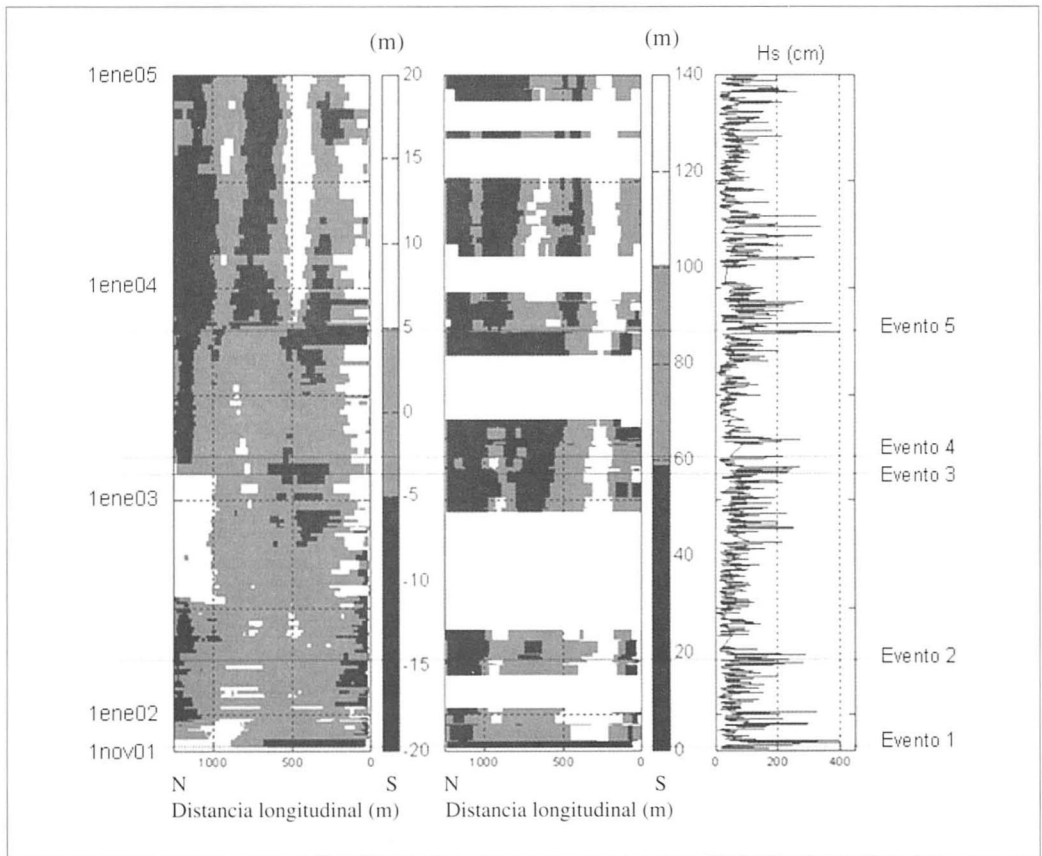 (m)
(m)
Hs (cm)
1ene05
1ene04
1ene03
1ene02
1nov01
20
15
10
5
0
-5
-10
-15
-20
140
120
100
80
60
40
20
0
Evento 5
Evento 4
Evento 3
Evento 2
Evento 1
1000
500
0
1000
500
0
0
200
400
N
S
N
S
Distancia longitudinal (m)
Distancia longitudinal (m)